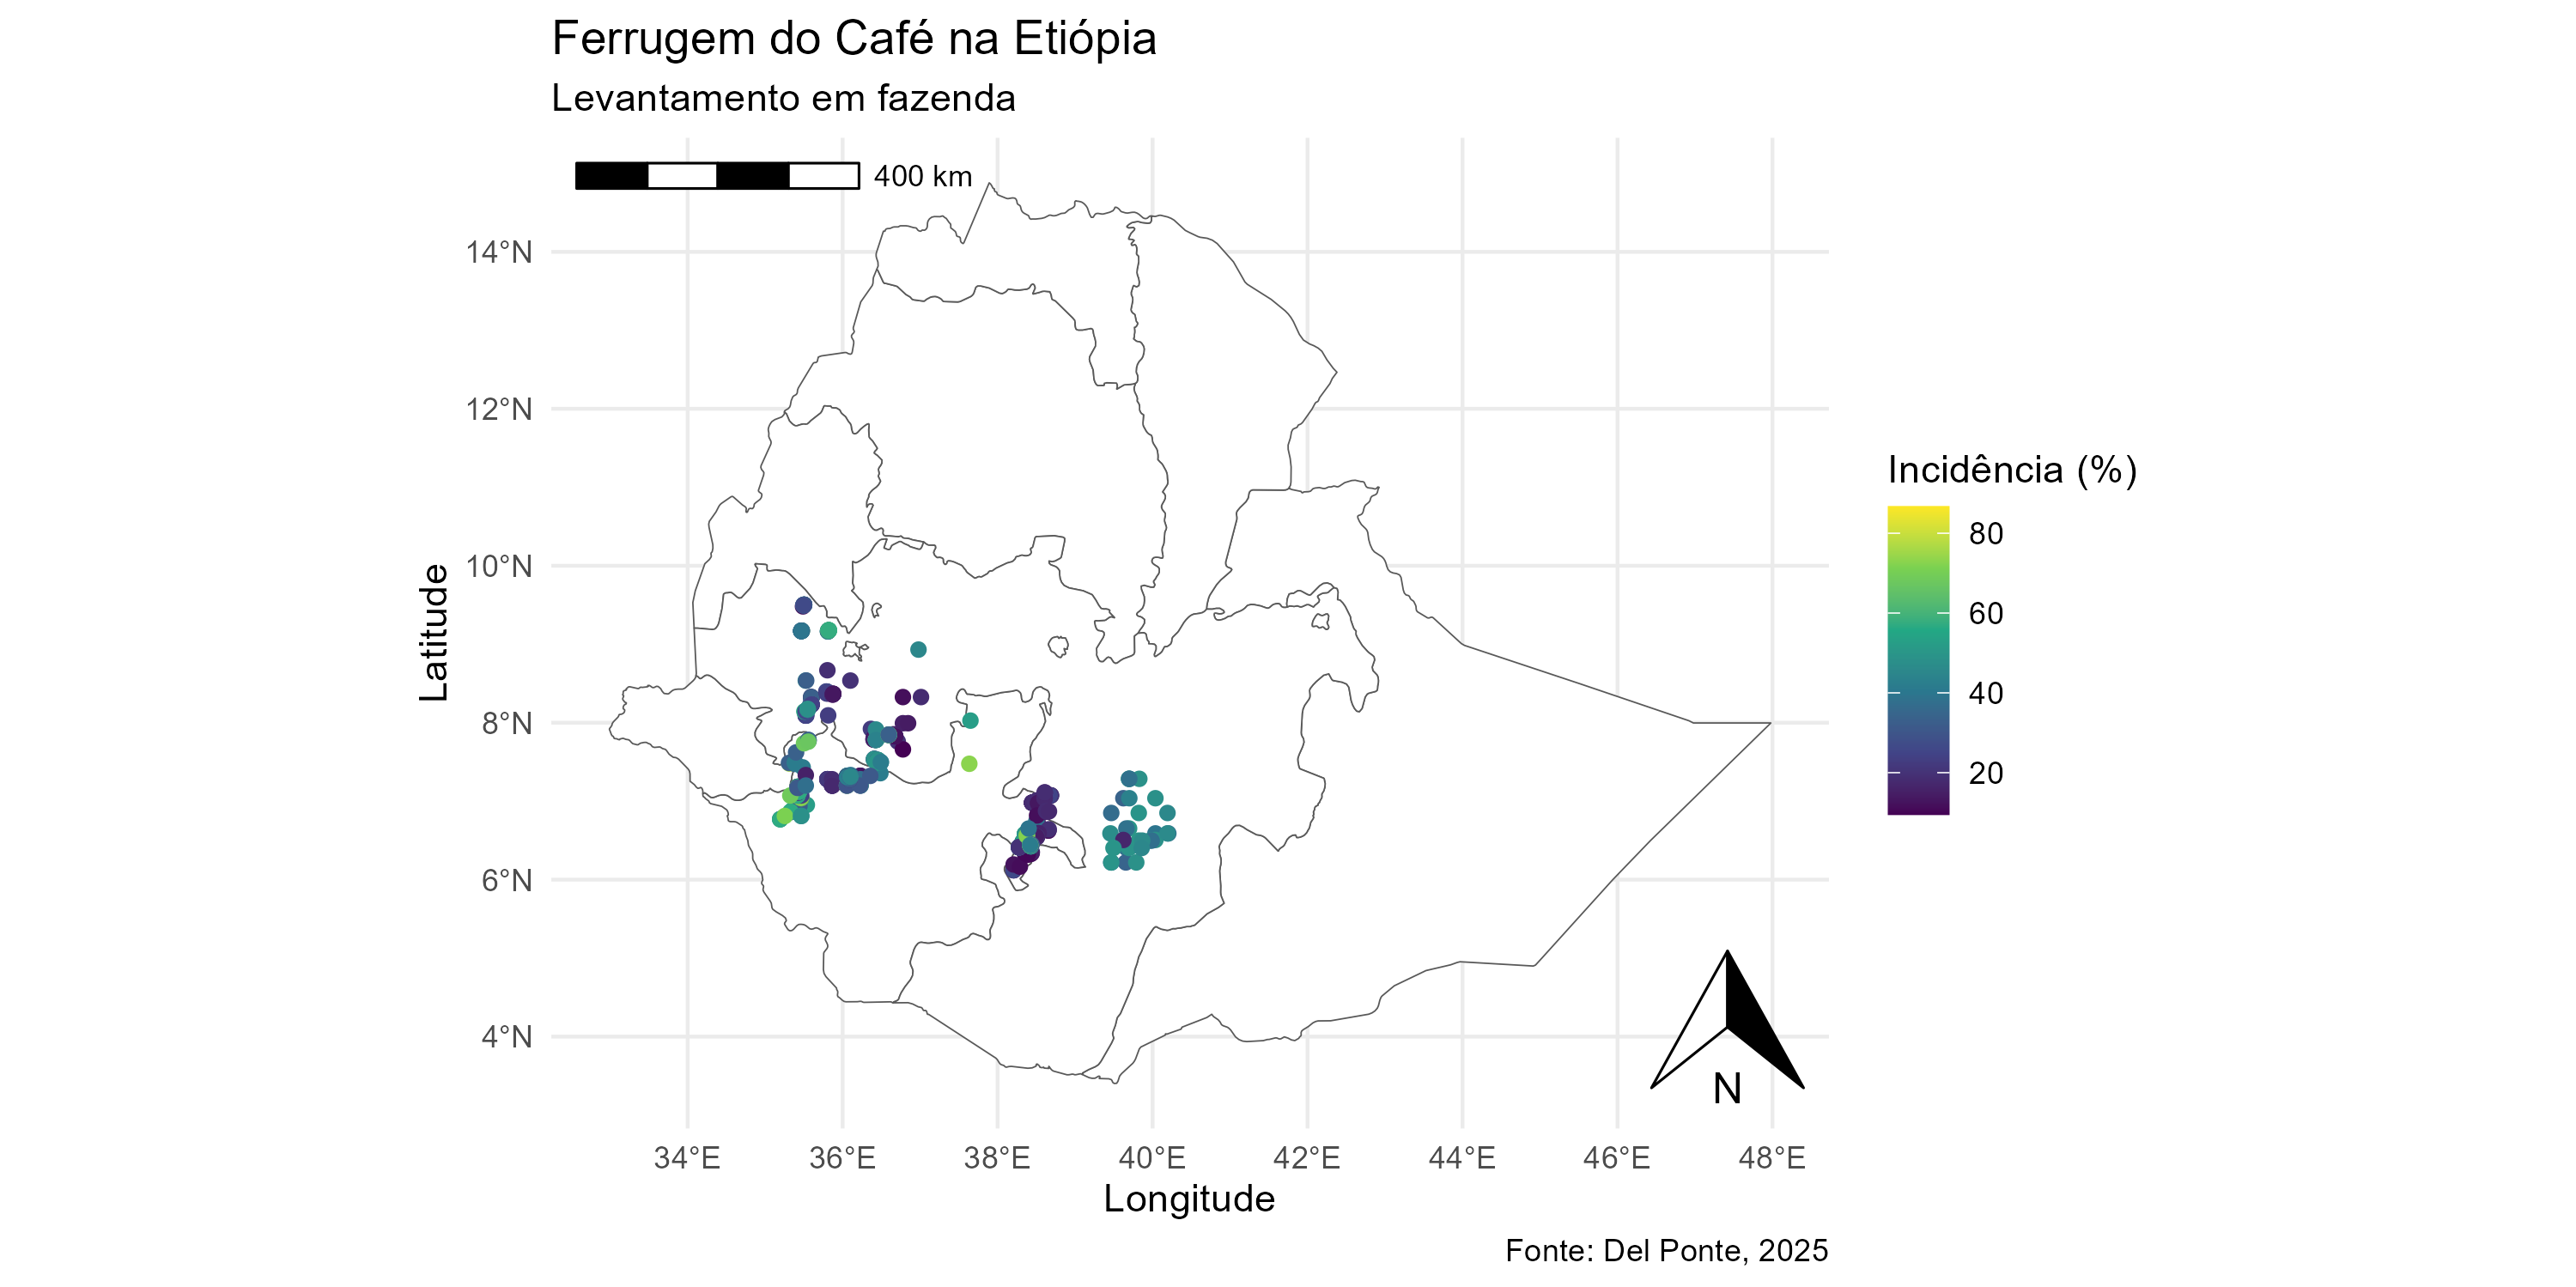 Ferrugem do Café na Etiópia
Levantamento em fazenda
400 km
14°N
12°N
10°N
8°N
6°N
4°N
Latitude
34°E 36°E 38°E 40°E 42°E 44°E 46°E 48°E
Longitude
N
Incidência (%)
80
60
40
20
Fonte: Del Ponte, 2025